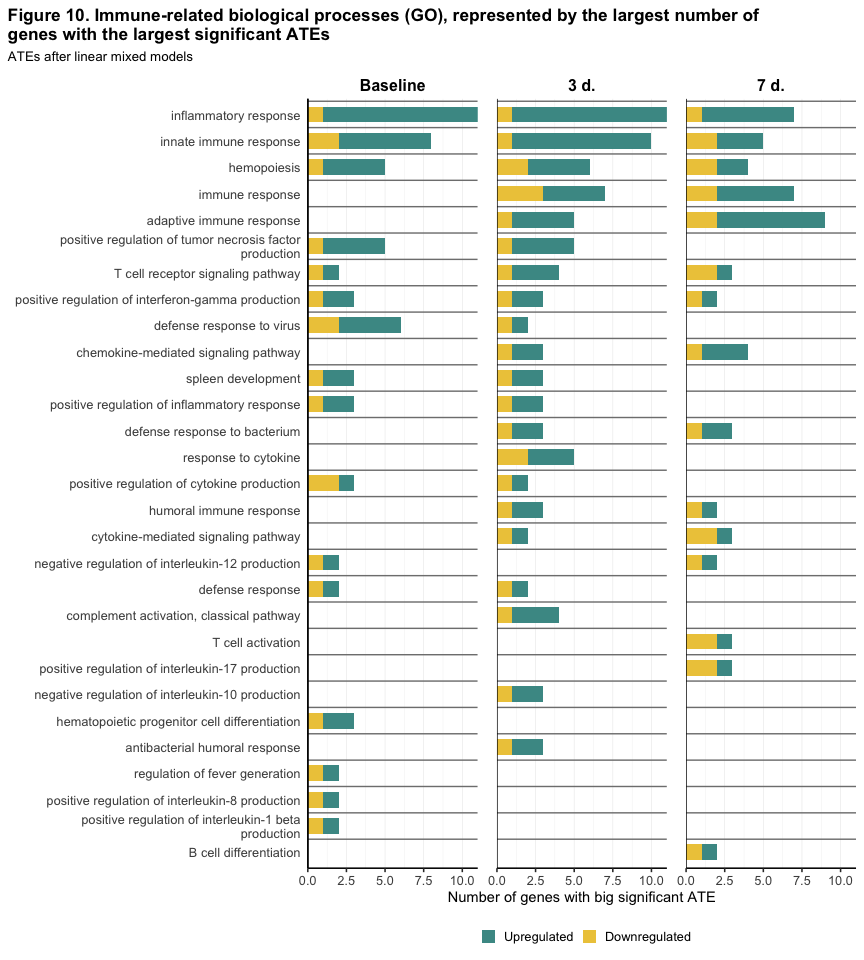 Figure 10. Immune-related biological processes (GO), represented by the largest number of
genes with the largest significant ATEs
ATEs after linear mixed models
Baseline
3 d.
7 d.
inflammatory response
innate immune response
hemopoiesis
immune response
adaptive immune response
positive regulation of tumor necrosis factor
production
T cell receptor signaling pathway
positive regulation of interferon-gamma production
defense response to virus
chemokine-mediated signaling pathway
spleen development
positive regulation of inflammatory response
defense response to bacterium
response to cytokine
positive regulation of cytokine production
humoral immune response
cytokine-mediated signaling pathway
negative regulation of interleukin-12 production
defense response
complement activation, classical pathway
T cell activation
positive regulation of interleukin-17 production
negative regulation of interleukin-10 production
hematopoietic progenitor cell differentiation
antibacterial humoral response
regulation of fever generation
positive regulation of interleukin-8 production
positive regulation of interleukin-1 beta
production
B cell differentiation
0.0 2.5 5.0 7.5 10.0 0.0 2.5 5.0 7.5 10.0 0.0 2.5 5.0 7.5 10.0
Number of genes with big significant ATE
Upregulated Downregulated